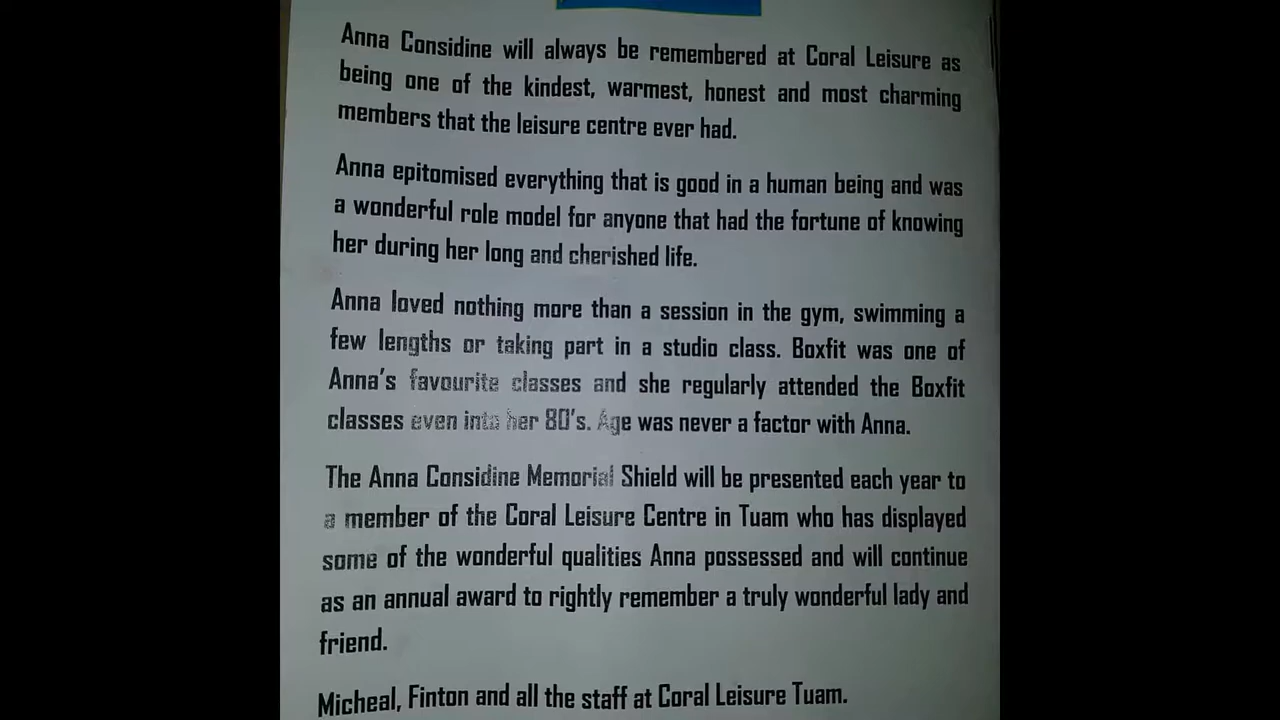 Anna Considine will always be remembered at Coral Leisure as
being one of the kindest, warmest, honest and most charming
members that the leisure centre ever had.
Anna epitomised everything that is good in a human being and was
a wonderful role model for anyone that had the fortune of knowing
her during her long and cherished life.
Anna loved nothing more than a session in the gym, swimming a
few lengths or taking part in a studio class. Boxfit was one of
Anna's favourite classes and she regularly attended the Boxfit
classes even into her 80's. Age was never a factor with Anna.
The Anna Considine Memorial Shield will be presented each year to
a member of the Coral Leisure Centre in Tuam who has displayed
some of the wonderful qualities Anna possessed and will continue
as an annual award to rightly remember a truly wonderful lady and
friend.
Micheal, Finton and all the staff at Coral Leisure Tuam.